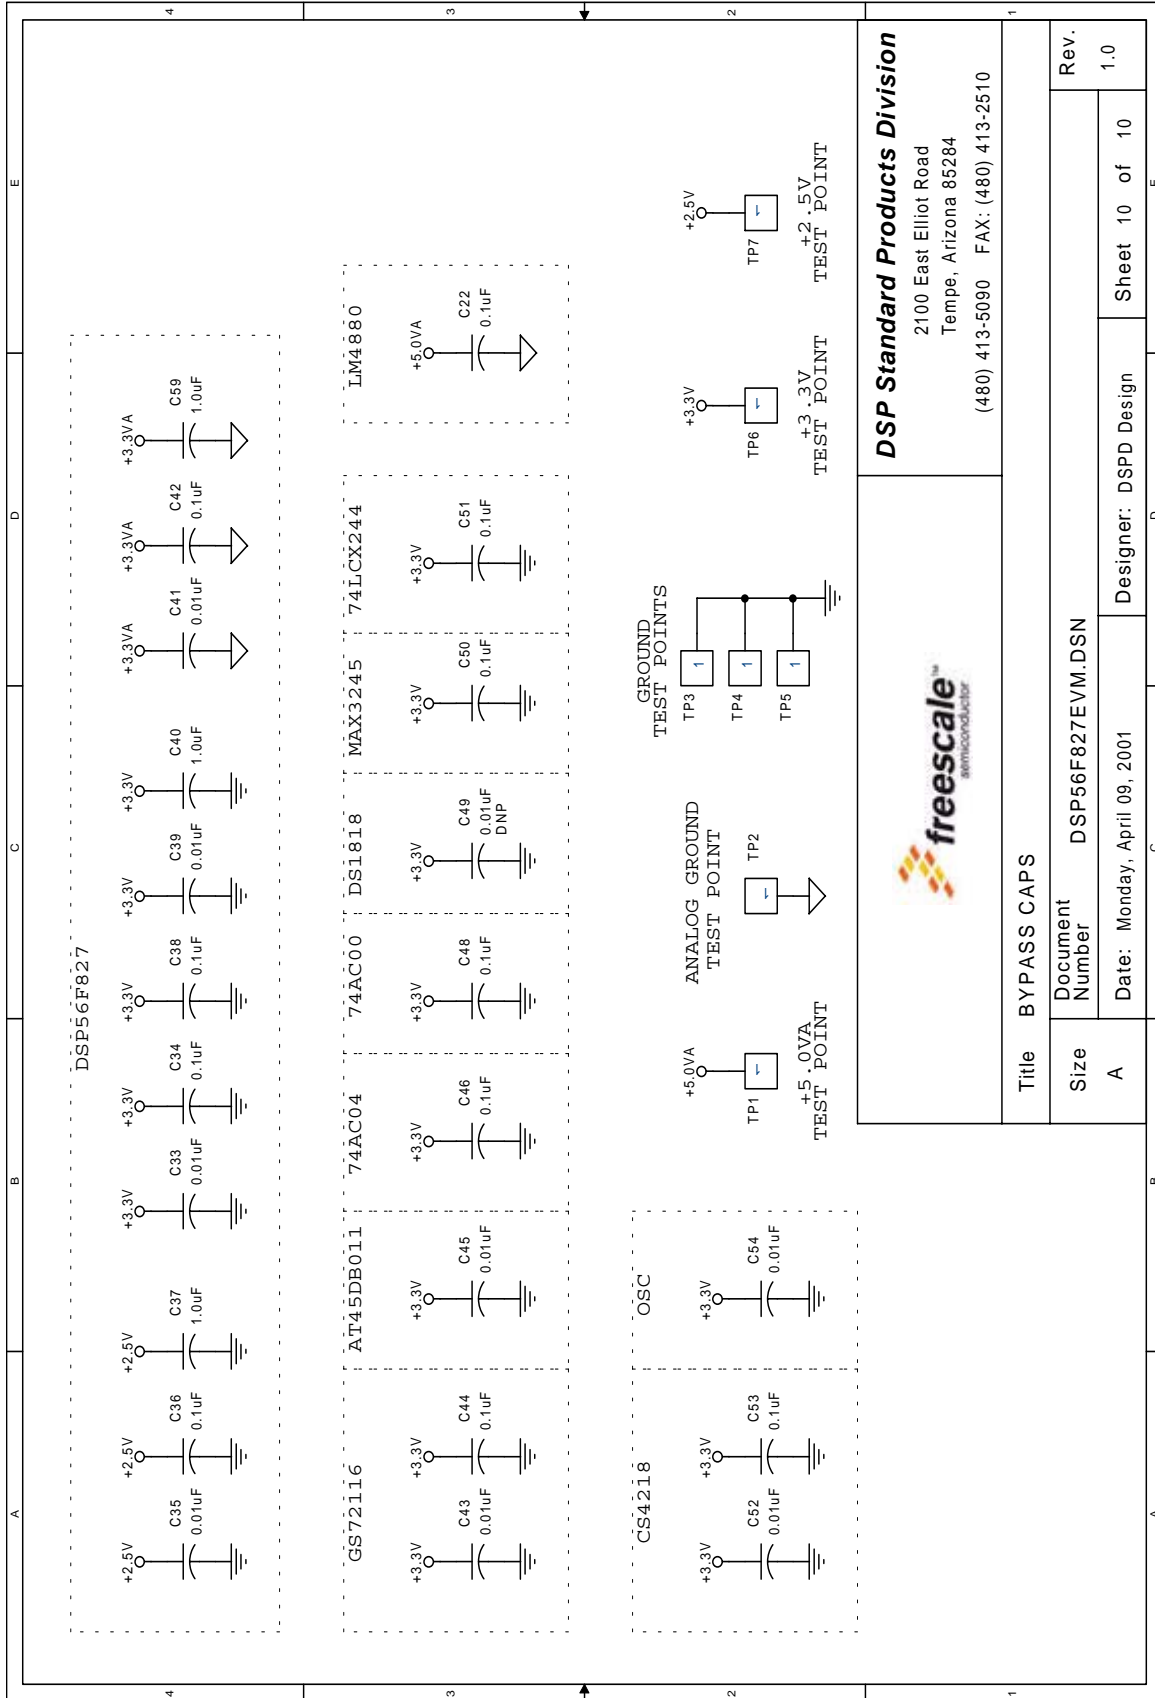 A
B
C
D
E
4
4
DSP56F827
+2.5V
C35
0.01uF
+2.5V
C36
0.1uF
+2.5V
C37
1.0uF
+3.3V
C33
0.01uF
+3.3V
C34
0.1uF
+3.3V
C38
0.1uF
+3.3V
C39
0.01uF
+3.3V
C40
1.0uF
+3.3VA
C41
0.01uF
+3.3VA
C42
0.1uF
+3.3VA
C59
1.0uF
3
3
GS72116
+3.3V
C43
0.01uF
+3.3V
C44
0.1uF
AT45DB011
+3.3V
C45
0.01uF
74AC04
+3.3V
C46
0.1uF
74AC00
+3.3V
C48
0.1uF
DS1818
+3.3V
C49
0.01uF
DNP
MAX3245
+3.3V
C50
0.1uF
74LCX244
+3.3V
C51
0.1uF
LM4880
+5.0VA
C22
0.1uF
2
2
CS4218
+3.3V
C52
0.01uF
+3.3V
C53
0.1uF
OSC
+3.3V
C54
0.01uF
+5.0VA
TP1
1
+5.0VA
TEST POINT
ANALOG GROUND
TEST POINT
TP2
1
GROUND
TEST POINTS
TP3
1
TP4
1
TP5
1
+3.3V
TP6
1
+3.3V
TEST POINT
+2.5V
TP7
1
+2.5V
TEST POINT
1
1
freescale™
semiconductor
DSP Standard Products Division
2100 East Elliot Road
Tempe, Arizona 85284
(480) 413-5090 FAX: (480) 413-2510
Title BYPASS CAPS
Size
A
Document
Number
DSP56F827EVM.DSN
Rev.
1.0
Date: Monday, April 09, 2001
Designer: DSPD Design
Sheet 10 of 10
A
B
C
D
E